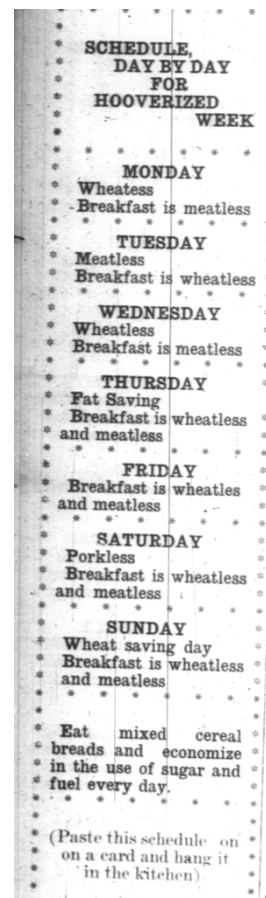 SCHEDULE,
DAY BY DAY
FOR
HOOVERIZED
WEEK
MONDAY
Wheatess
Breakfast is meatless
TUESDAY
Meatless
Breakfast is wheatless
WEDNESDAY
Wheatless
Breakfast is meatless
THURSDAY
Fat Saving
Breakfast is wheatless
and meatless
FRIDAY
Breakfast is wheatles
and meatless
SATURDAY
Porkless
Breakfast is wheatless
and meatless
SUNDAY
Wheat saving day
Breakfast is wheatless
and meatless
Eat mixed cereal
breads and economize
in the use of sugar and
fuel every day.
(Paste this schedule on
on a card and hang it
in the kitchen)